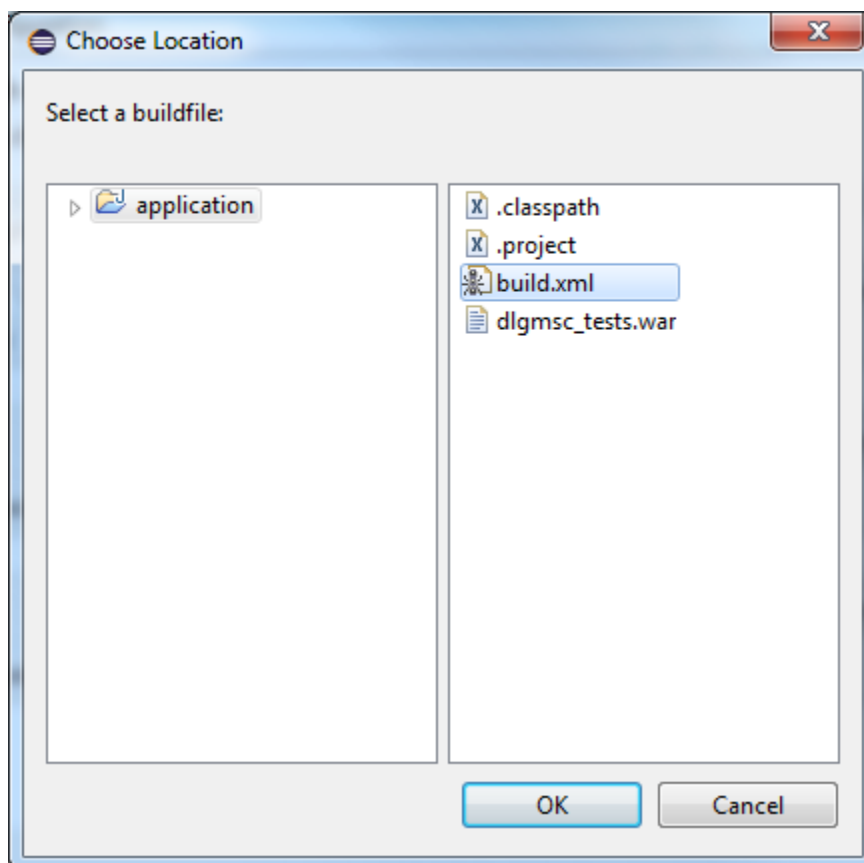 Choose Location
Select a buildfile:
application
.classpath
.project
build.xml
dlgmsc_tests.war
OK
Cancel